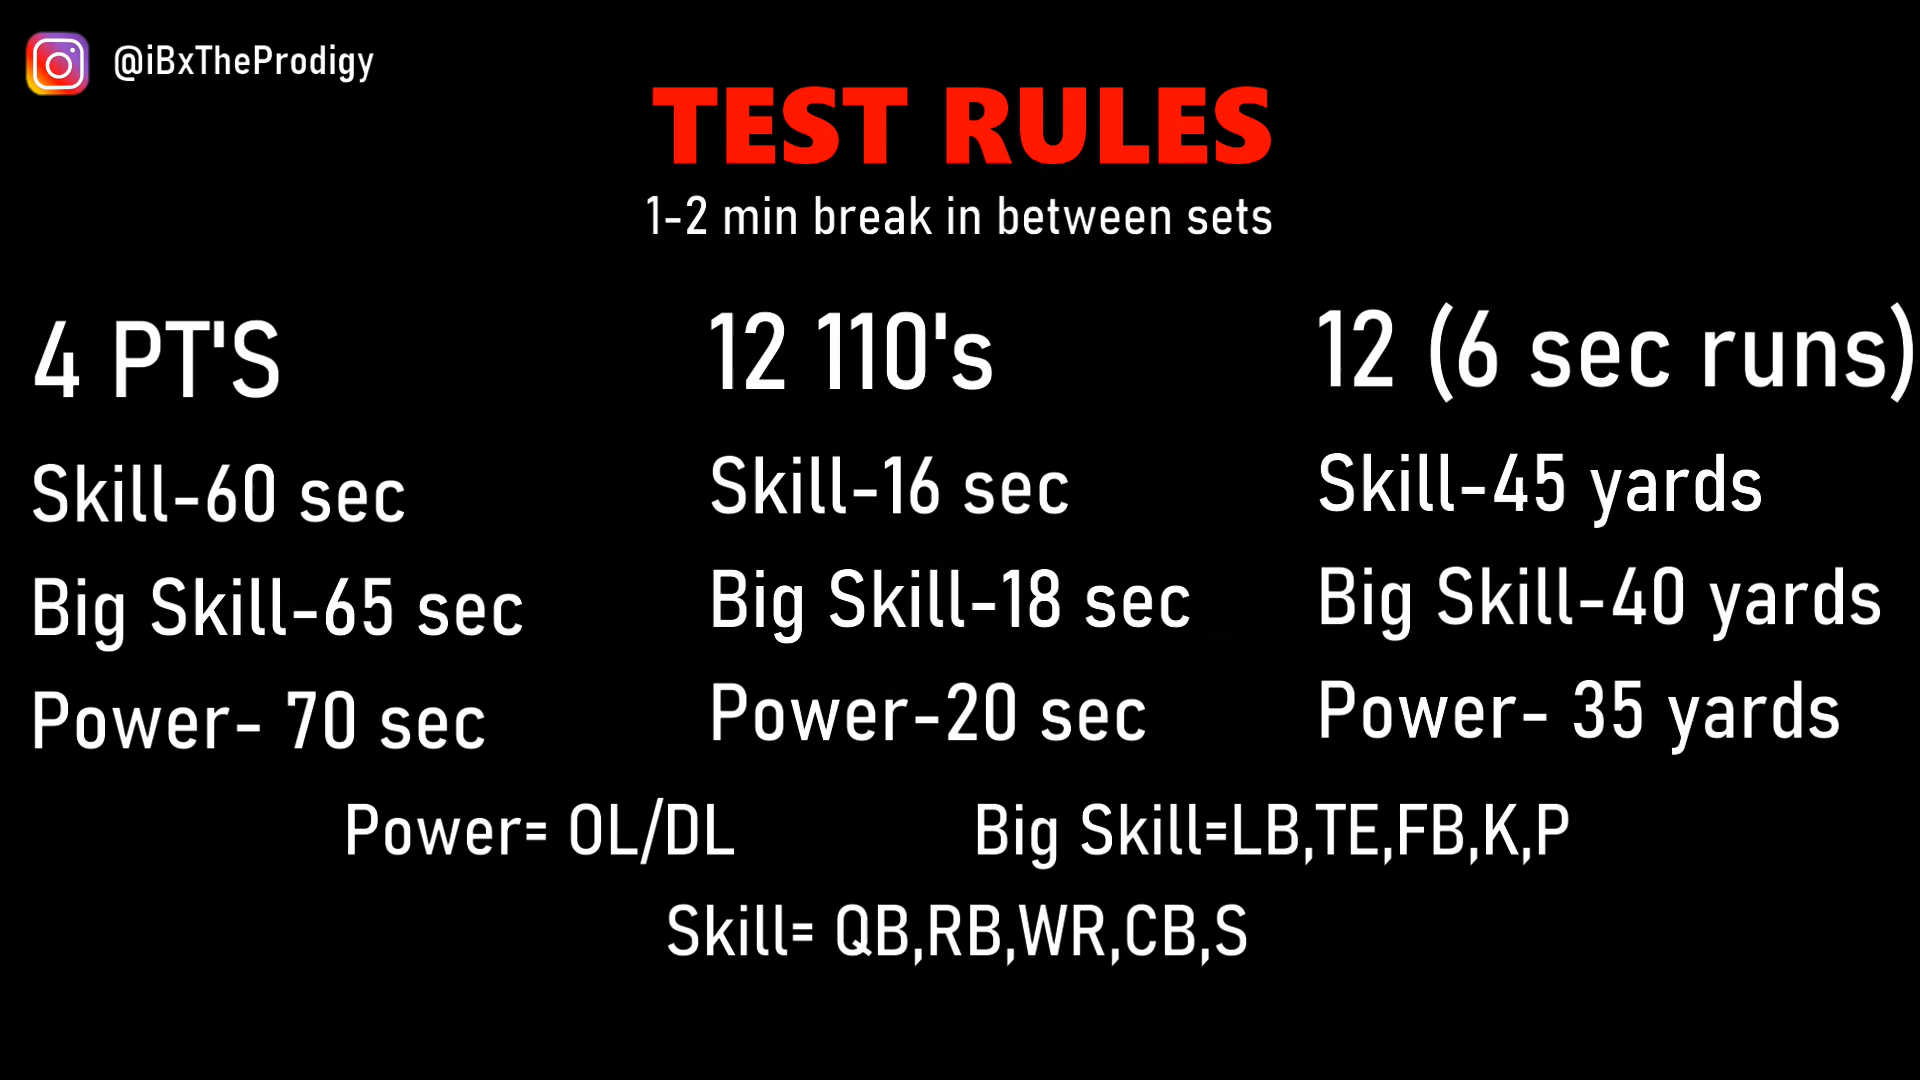 @iBxTheProdigy
TEST RULES
1-2 min break in between sets
4 PT'S
Skill-60 sec
Big Skill-65 sec
Power- 70 sec
12 110's
Skill-16 sec
Big Skill-18 sec
Power-20 sec
12 (6 sec runs)
Skill-45 yards
Big Skill-40 yards
Power- 35 yards
Power= OL/DL
Big Skill=LB,TE,FB,K,P
Skill= QB,RB,WR,CB,S